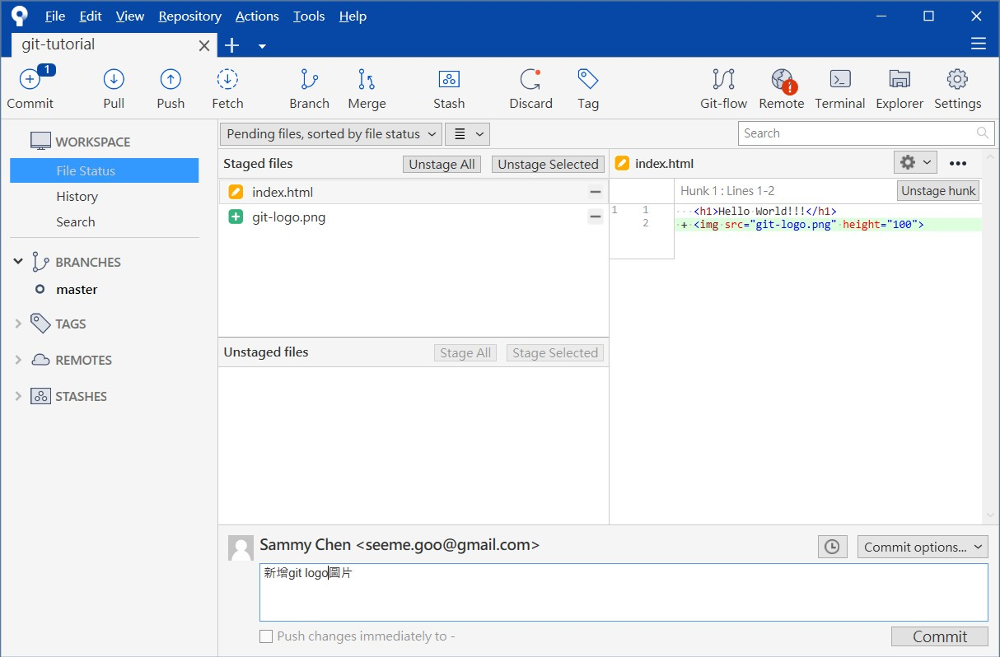 File Edit View Repository Actions Tools Help
git-tutorial
1
Commit Pull Push Fetch Branch Merge Stash Discard Tag Git-flow Remote Terminal Explorer Settings
WORKSPACE
File Status
History
Search
BRANCHES
master
TAGS
REMOTES
STASHES
Pending files, sorted by file status
Search
Staged files Unstage All Unstage Selected
index.html
git-logo.png
Unstaged files Stage All Stage Selected
index.html
Hunk 1 : Lines 1-2 Unstage hunk
1 1 <h1>Hello World!!!</h1>
2 + <img src="git-logo.png" height="100">
Sammy Chen <seeme.goo@gmail.com>
Commit options...
新增git logo圖片
Push changes immediately to -
Commit